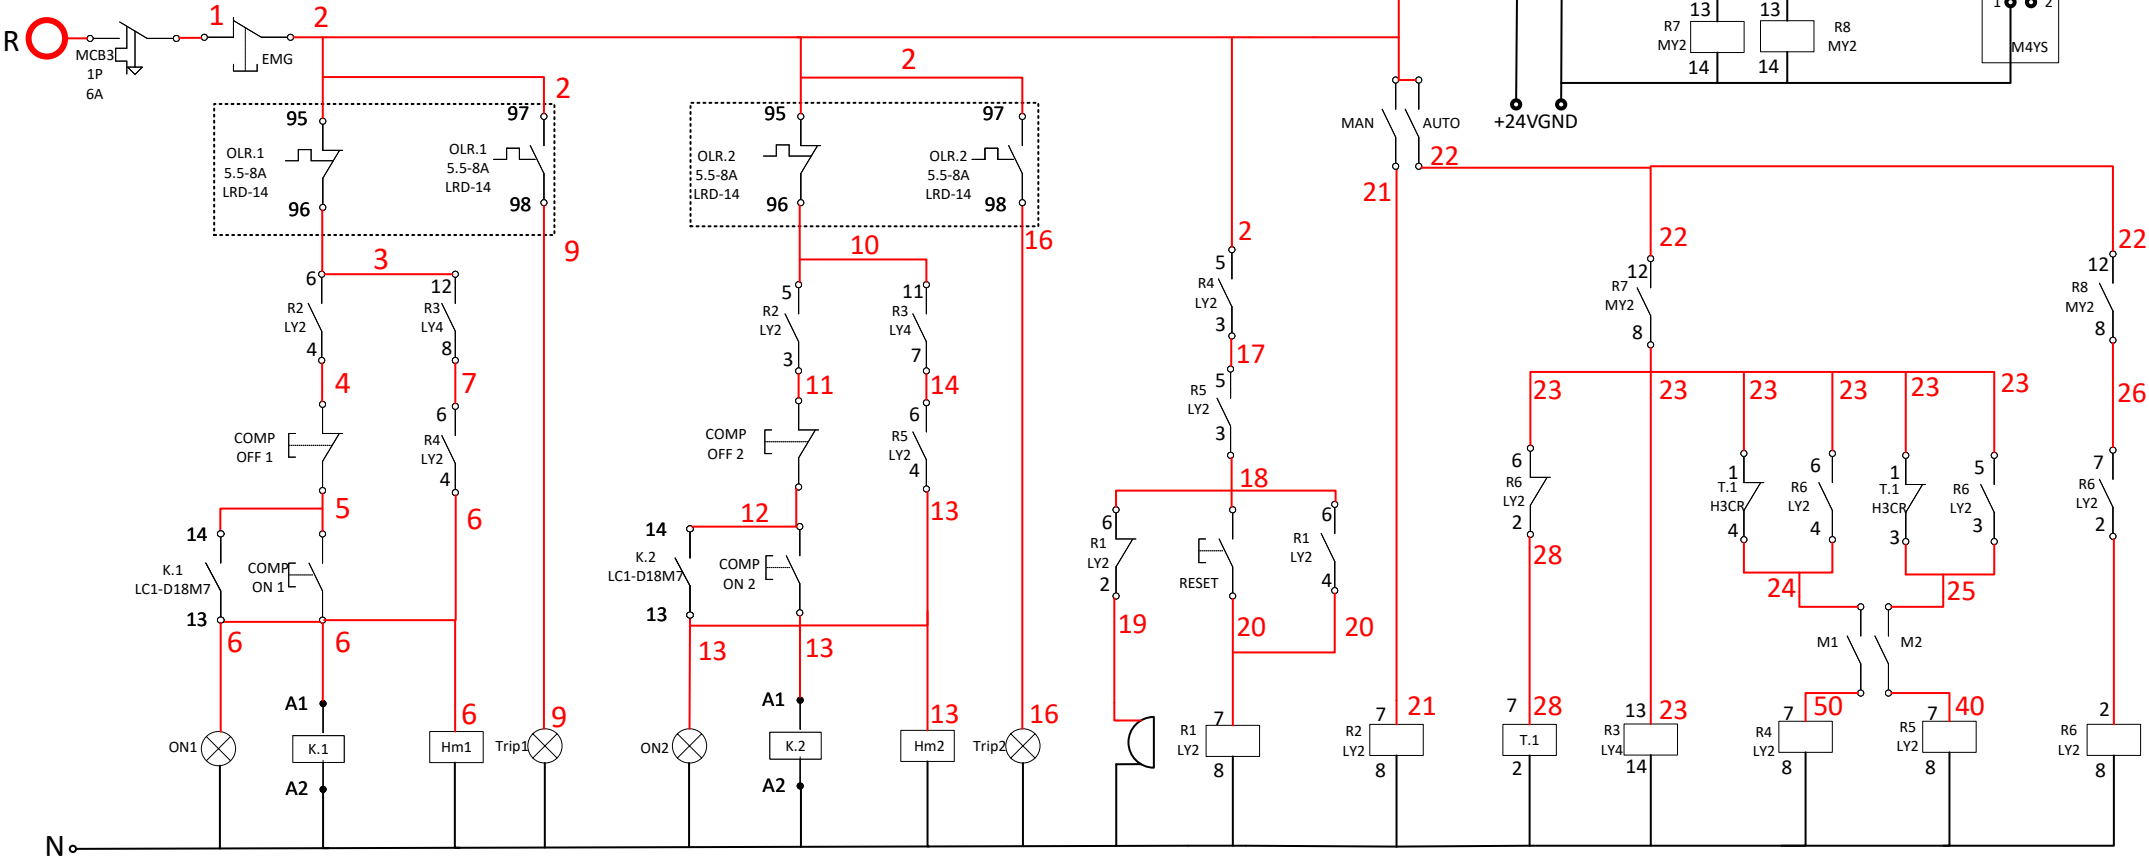 R
1
2
MCB3
1P
6A
EMG
2
2
95
97
OLR.1
5.5-8A
LRD-14
OLR.1
5.5-8A
LRD-14
96
98
95
97
OLR.2
5.5-8A
LRD-14
OLR.2
5.5-8A
LRD-14
96
98
13
13
R7
MY2
R8
MY2
14
14
1
2
M4YS
MAN
AUTO
+24VGND
22
21
9
3
10
16
2
22
22
6
12
R2
LY2
R3
LY4
4
8
4
7
6
COMP
OFF 1
R4
LY2
4
5
6
14
K.1
LC1-D18M7
COMP
ON 1
13
6
6
A1
6
9
ON1
K.1
Hm1
Trip1
A2
5
11
R2
LY2
R3
LY4
3
7
11
14
6
COMP
OFF 2
R5
LY2
4
12
13
14
K.2
LC1-D18M7
COMP
ON 2
13
13
13
A1
13
16
ON2
K.2
Hm2
Trip2
A2
5
R4
LY2
3
17
5
R5
LY2
3
18
6
R1
LY2
2
RESET
6
R1
LY2
4
19
20
20
7
R1
LY2
8
7
21
R2
LY2
8
12
R7
MY2
8
12
R8
MY2
8
23
23
23
23
23
23
26
6
R6
LY2
2
1
T.1
H3CR
4
6
R6
LY2
4
1
T.1
H3CR
3
5
R6
LY2
3
7
R6
LY2
2
28
24
25
M1
M2
7
28
T.1
2
13
23
R3
LY4
14
7
50
R4
LY2
8
7
40
R5
LY2
8
2
R6
LY2
8
N